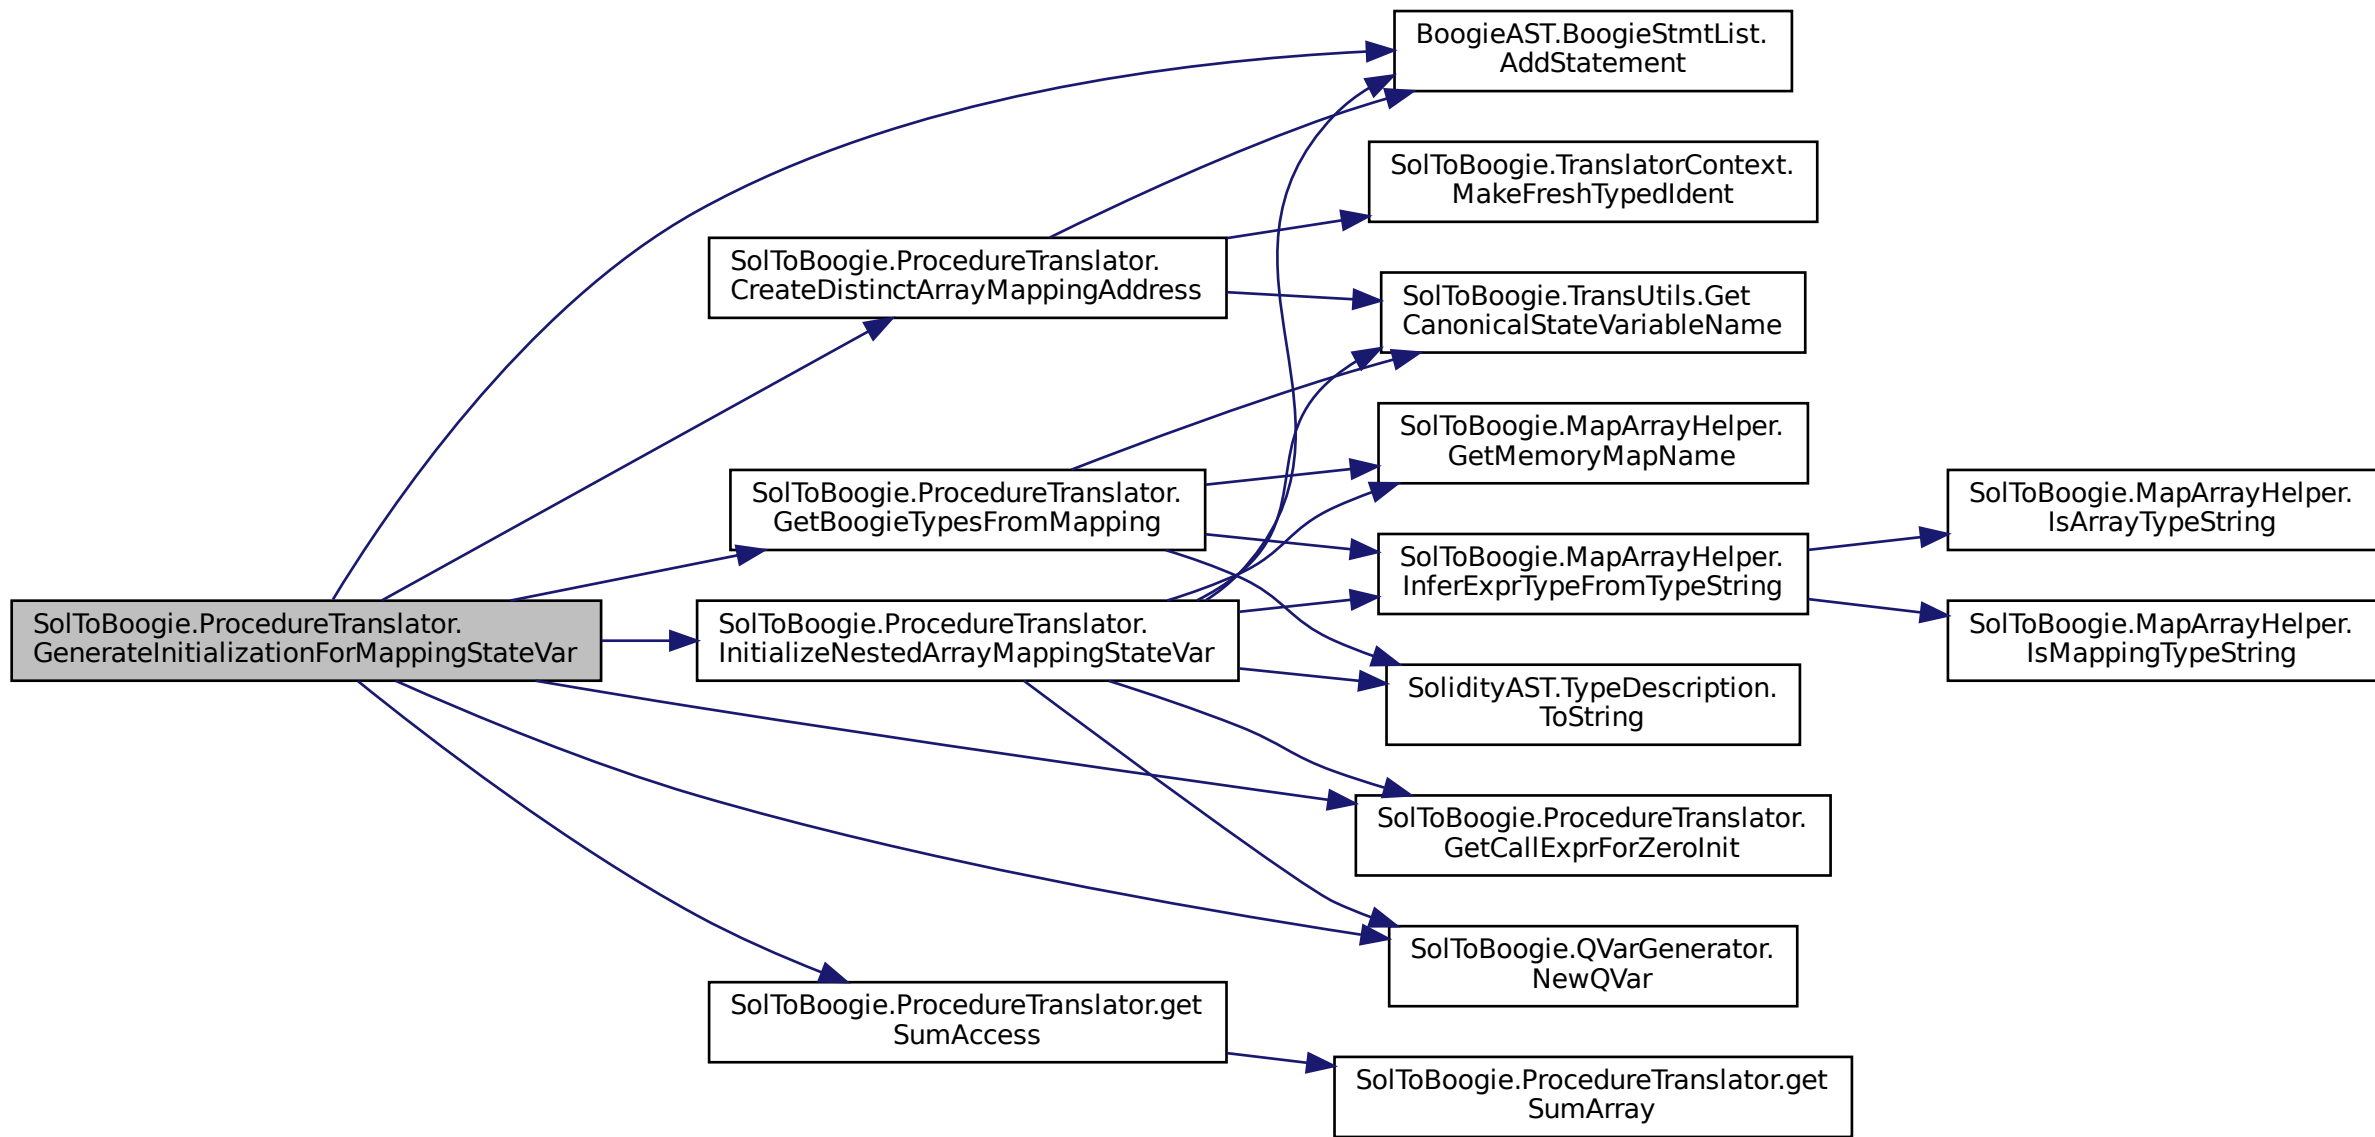 BoogieAST.BoogieStmtList.
AddStatement
SolToBoogie.TranslatorContext.
MakeFreshTypedIdent
SolToBoogie.ProcedureTranslator.
CreateDistinctArrayMappingAddress
SolToBoogie.TransUtils.Get
CanonicalStateVariableName
SolToBoogie.MapArrayHelper.
GetMemoryMapName
SolToBoogie.ProcedureTranslator.
GetBoogieTypesFromMapping
SolToBoogie.MapArrayHelper.
IsArrayTypeString
SolToBoogie.MapArrayHelper.
InferExprTypeFromTypeString
SolToBoogie.ProcedureTranslator.
GenerateInitializationForMappingStateVar
SolToBoogie.ProcedureTranslator.
InitializeNestedArrayMappingStateVar
SolToBoogie.MapArrayHelper.
IsMappingTypeString
SolidityAST.TypeDescription.
ToString
SolToBoogie.ProcedureTranslator.
GetCallExprForZeroInit
SolToBoogie.QVarGenerator.
NewQVar
SolToBoogie.ProcedureTranslator.get
SumAccess
SolToBoogie.ProcedureTranslator.get
SumArray